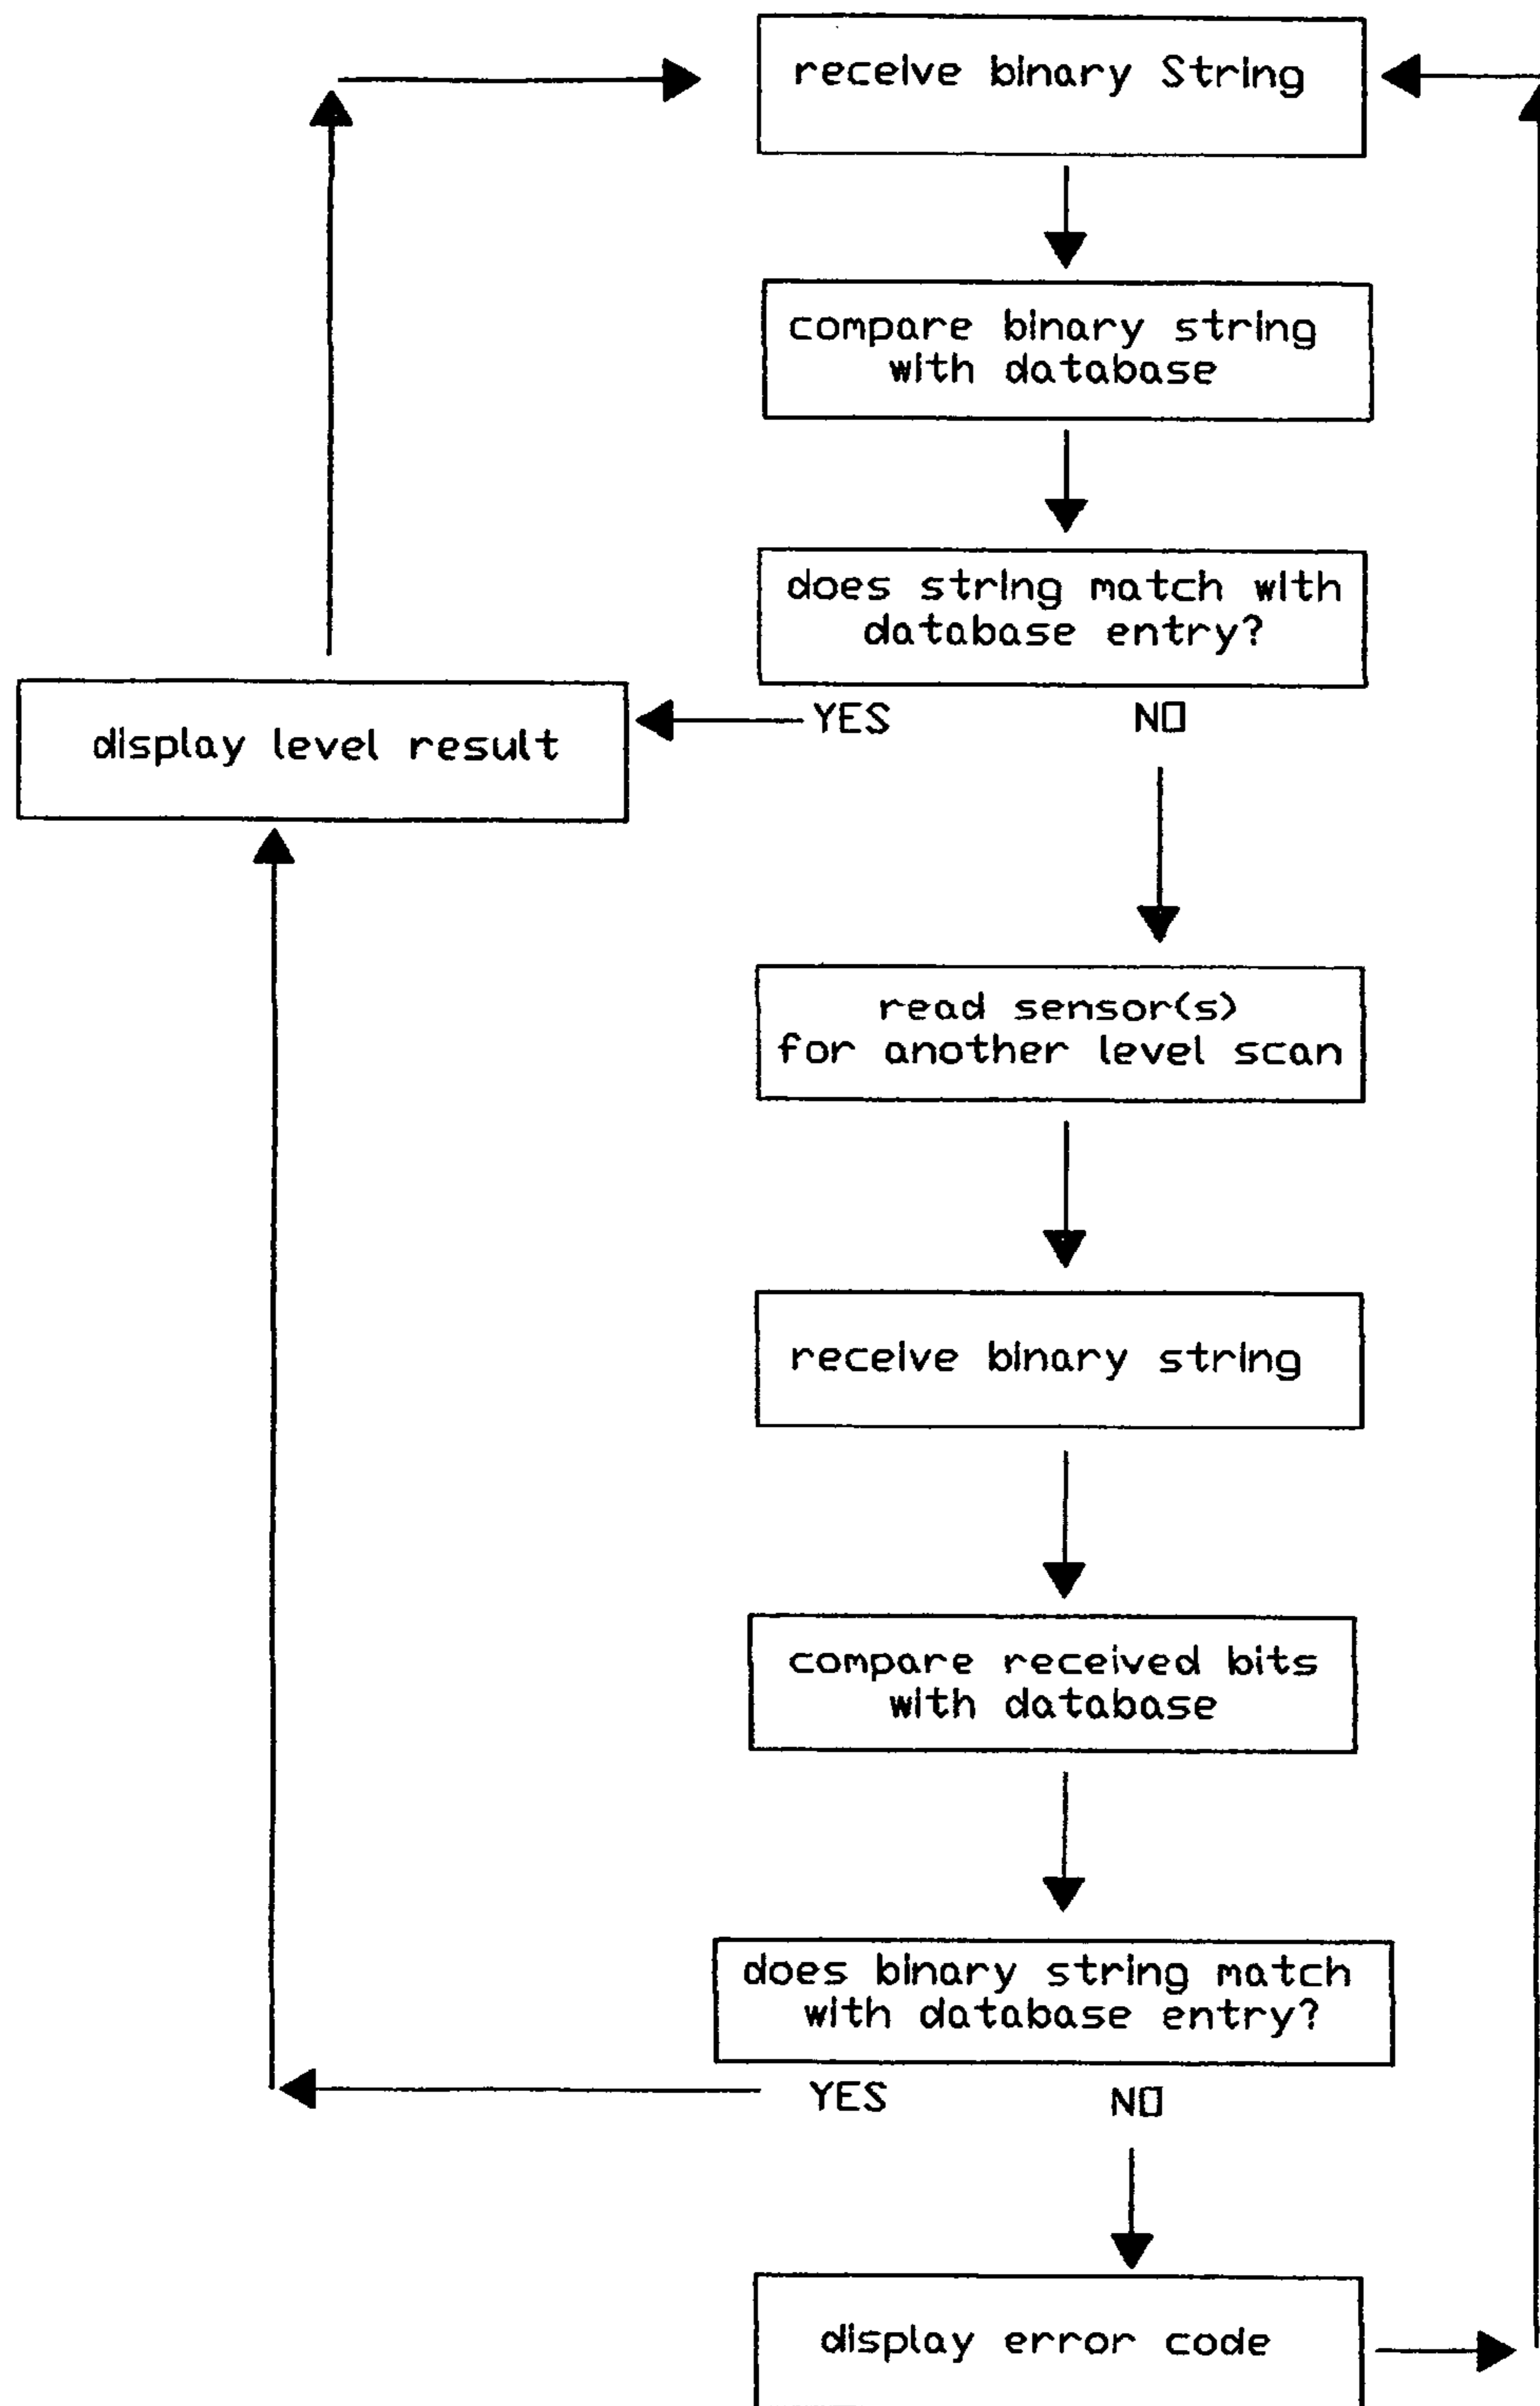 receive binary String
compare binary string
with database
does string match with
database entry?
YES
NO
display level result
read sensor(s)
for another level scan
receive binary string
compare received bits
with database
does binary string match
with database entry?
YES
NO
display error code